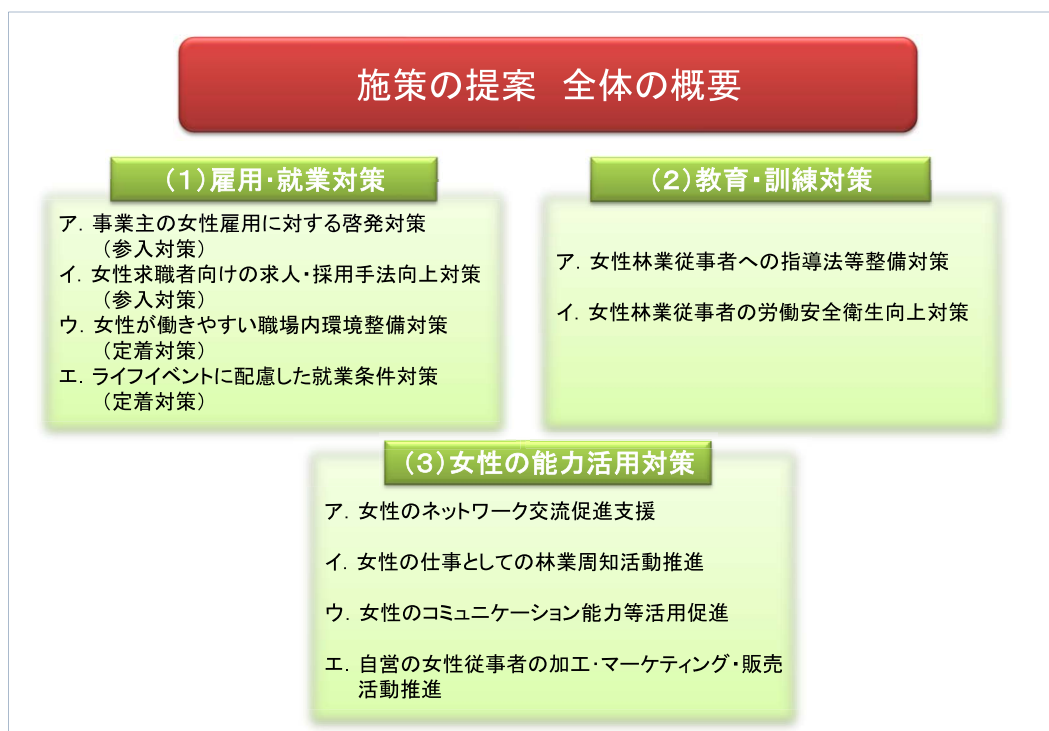 施策の提案　全体の概要
（１）雇用・就業対策
ア．事業主の女性雇用に対する啓発対策
（参入対策）
イ．女性求職者向けの求人・採用手法向上対策
（参入対策）
ウ．女性が働きやすい職場内環境整備対策
（定着対策）
エ．ライフイベントに配慮した就業条件対策
（定着対策）
（２）教育・訓練対策
ア．女性林業従事者への指導法等整備対策
イ．女性林業従事者の労働安全衛生向上対策
（３）女性の能力活用対策
ア．女性のネットワーク交流促進支援
イ．女性の仕事としての林業周知活動推進
ウ．女性のコミュニケーション能力等活用促進
エ．自営の女性従事者の加工・マーケティング・販売
活動推進